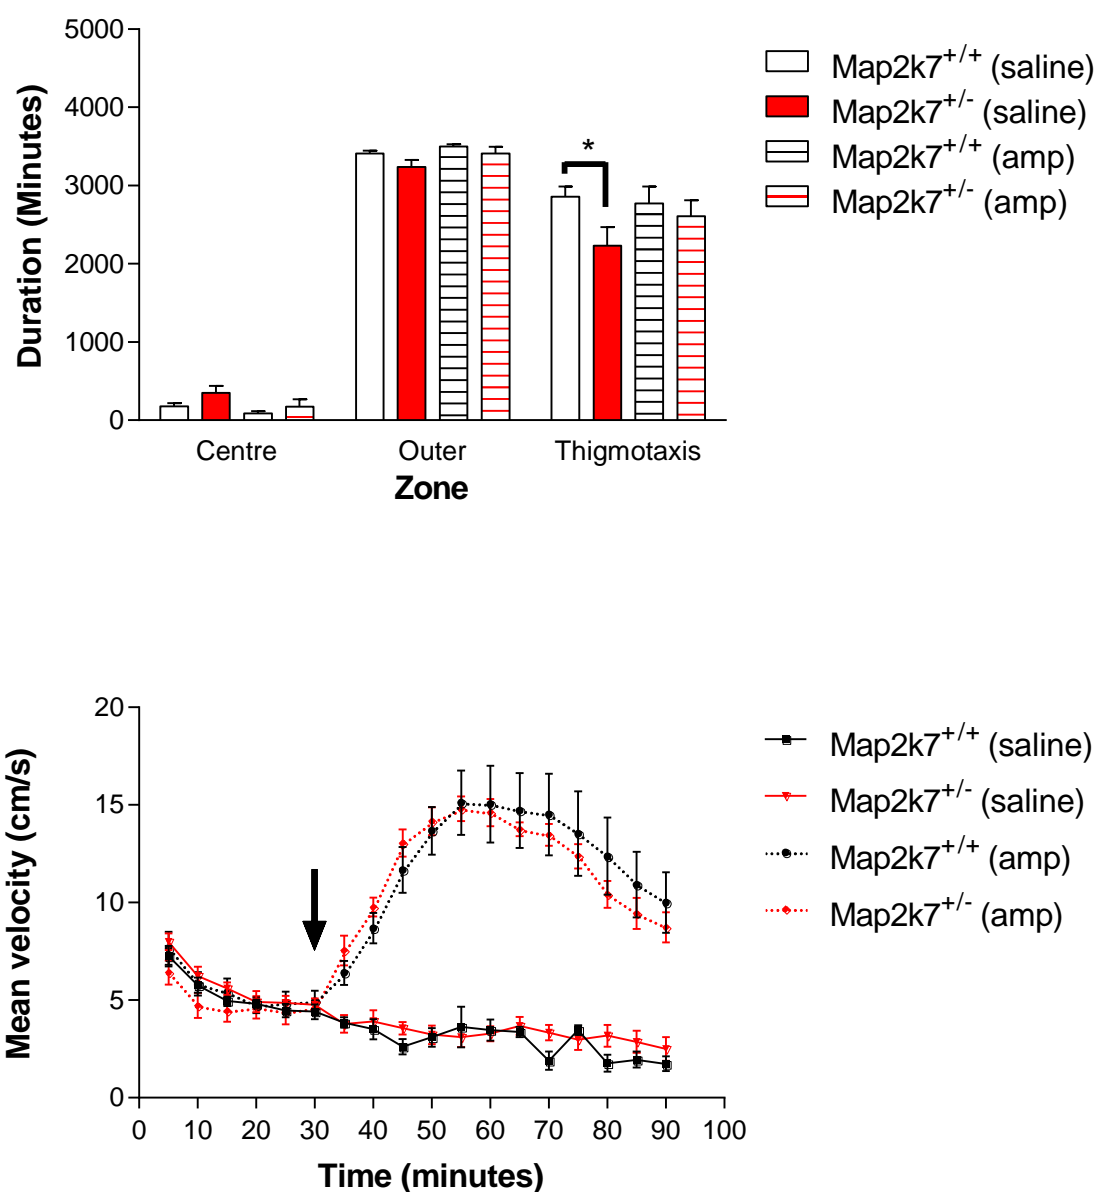 5000
4000
3000
2000
1000
0
Duration (Minutes)
*
Centre Outer Thigmotaxis
Zone
Map2k7+/+ (saline)
Map2k7+/- (saline)
Map2k7+/+ (amp)
Map2k7+/- (amp)
20
15
10
5
0
Mean velocity (cm/s)
0 10 20 30 40 50 60 70 80 90 100
Time (minutes)
Map2k7+/+ (saline)
Map2k7+/- (saline)
Map2k7+/+ (amp)
Map2k7+/- (amp)